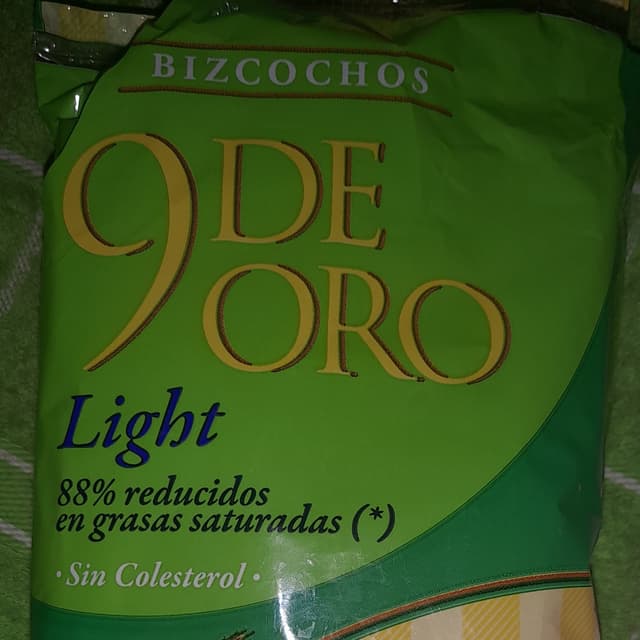 BIZCOCHOS
9 DE
ORO
Light
88% reducidos
en grasas saturadas (*)
· Sin Colesterol ·